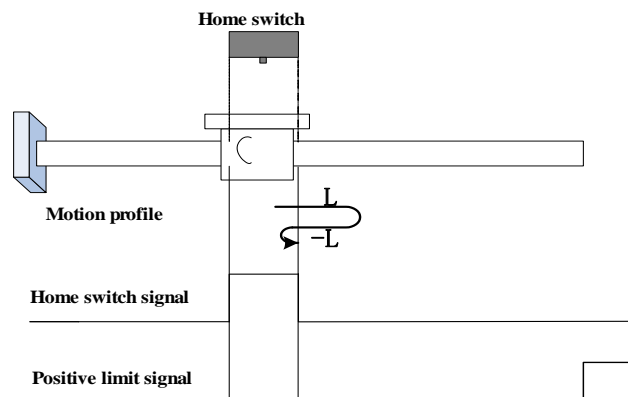 Home switch
Motion profile
L
−L
Home switch signal
Positive limit signal